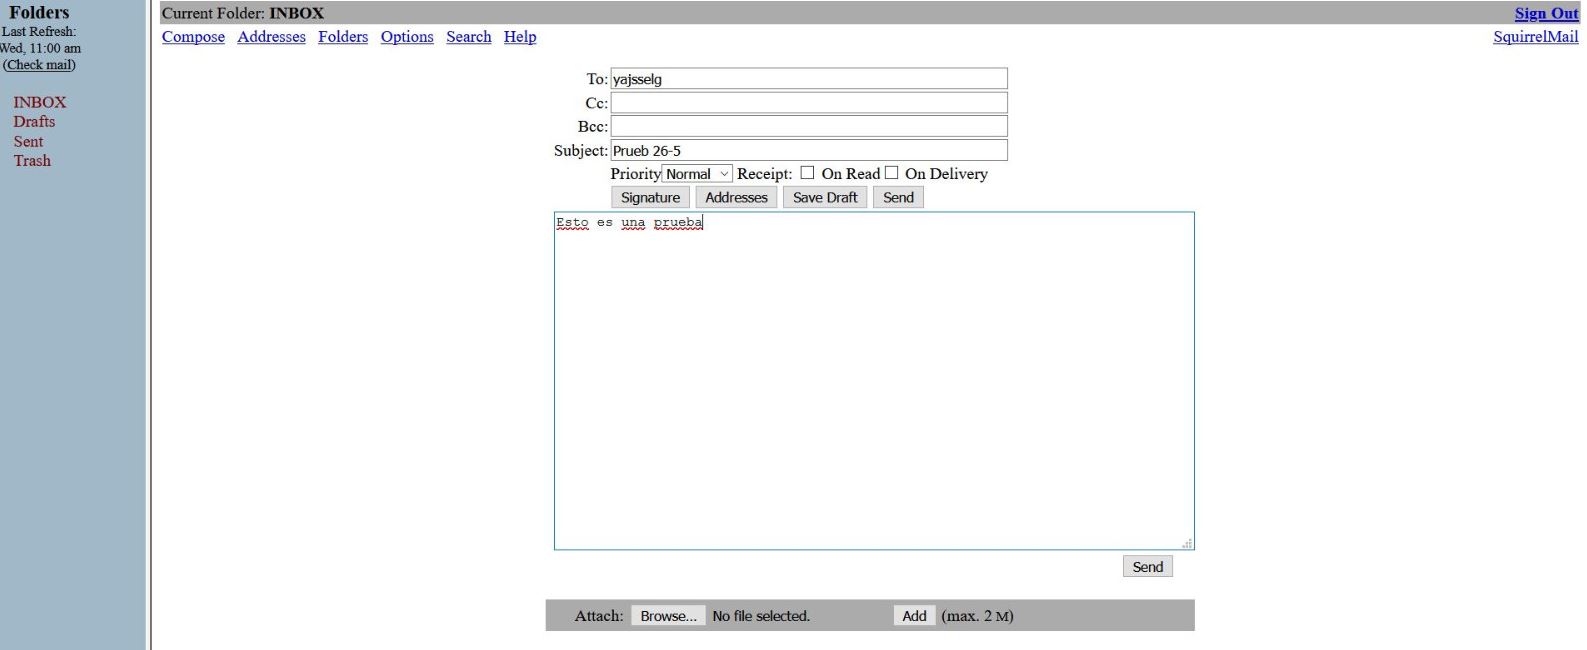 Folders
Last Refresh:
Wed, 11:00 am
(Check mail)
INBOX
Drafts
Sent
Trash
Current Folder: INBOX
Sign Out
Compose Addresses Folders Options Search Help
SquirrelMail
To: yajsselg
Cc:
Bcc:
Subject: Prueb 26-5
Priority Normal Receipt: On Read On Delivery
Signature Addresses Save Draft Send
Esto es una prueba
Send
Attach: Browse... No file selected. Add (max. 2 M)